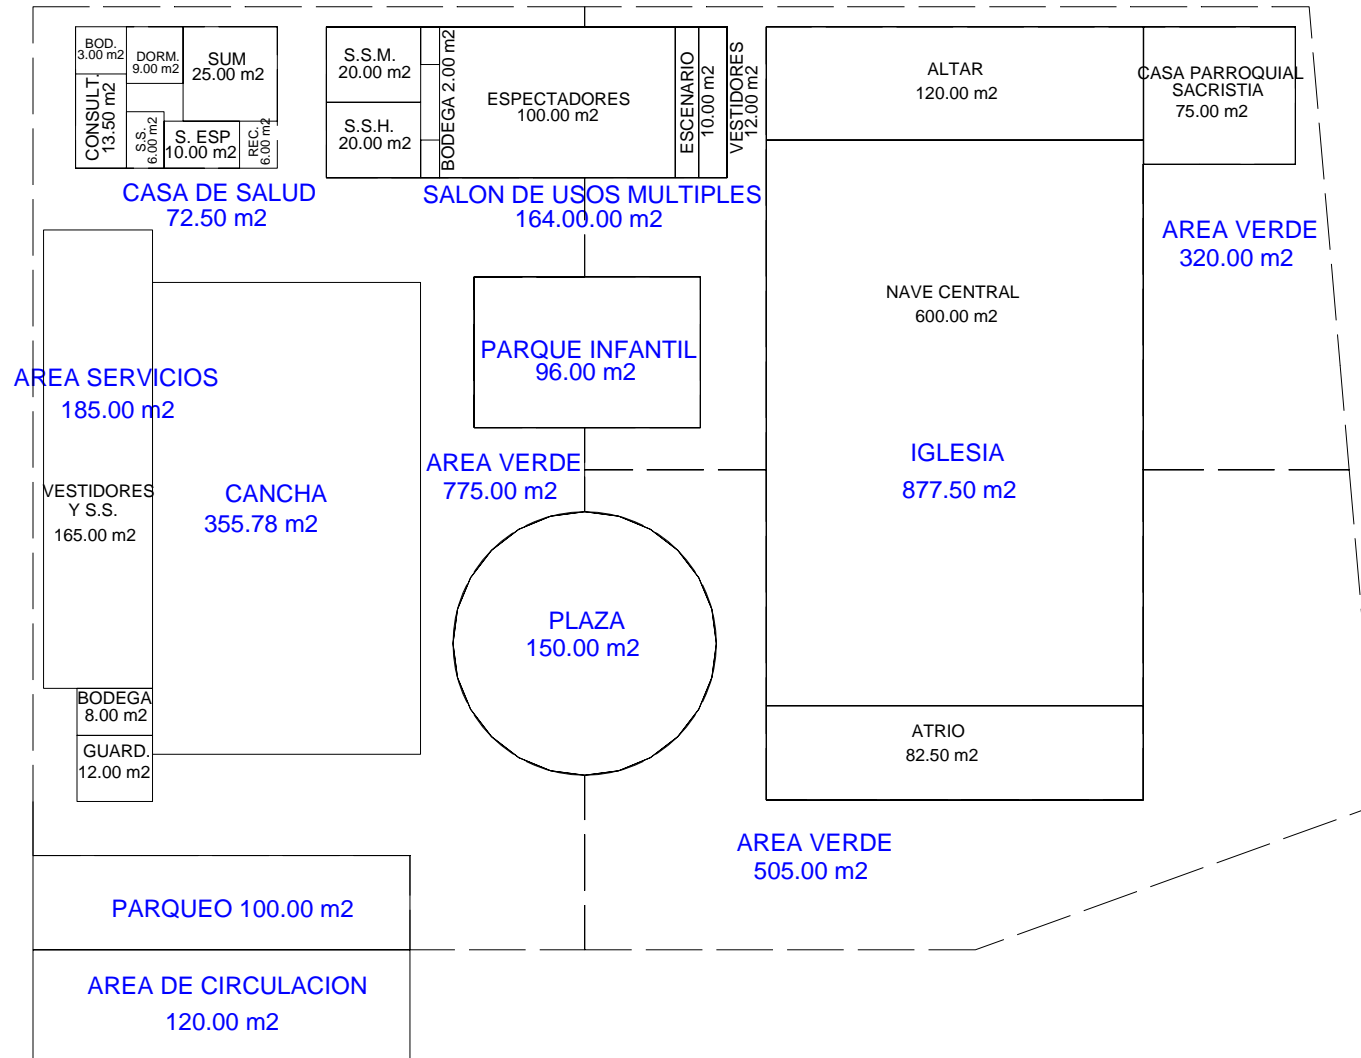 BOD.
3.00 m2
DORM.
9.00 m2
SUM
25.00 m2
CONSULT.
13.50 m2
S.S.
6.00 m2
S. ESP
10.00 m2
REC.
6.00 m2
CASA DE SALUD
72.50 m2
S.S.M.
20.00 m2
S.S.H.
20.00 m2
BODEGA 2.00 m2
ESPECTADORES
100.00 m2
ESCENARIO
10.00 m2
VESTIDORES
12.00 m2
SALON DE USOS MULTIPLES
164.00.00 m2
ALTAR
120.00 m2
CASA PARROQUIAL
SACRISTIA
75.00 m2
AREA VERDE
320.00 m2
NAVE CENTRAL
600.00 m2
PARQUE INFANTIL
96.00 m2
AREA SERVICIOS
185.00 m2
VESTIDORES
Y S.S.
165.00 m2
CANCHA
355.78 m2
AREA VERDE
775.00 m2
IGLESIA
877.50 m2
PLAZA
150.00 m2
BODEGA
8.00 m2
GUARD.
12.00 m2
ATRIO
82.50 m2
AREA VERDE
505.00 m2
PARQUEO 100.00 m2
AREA DE CIRCULACION
120.00 m2